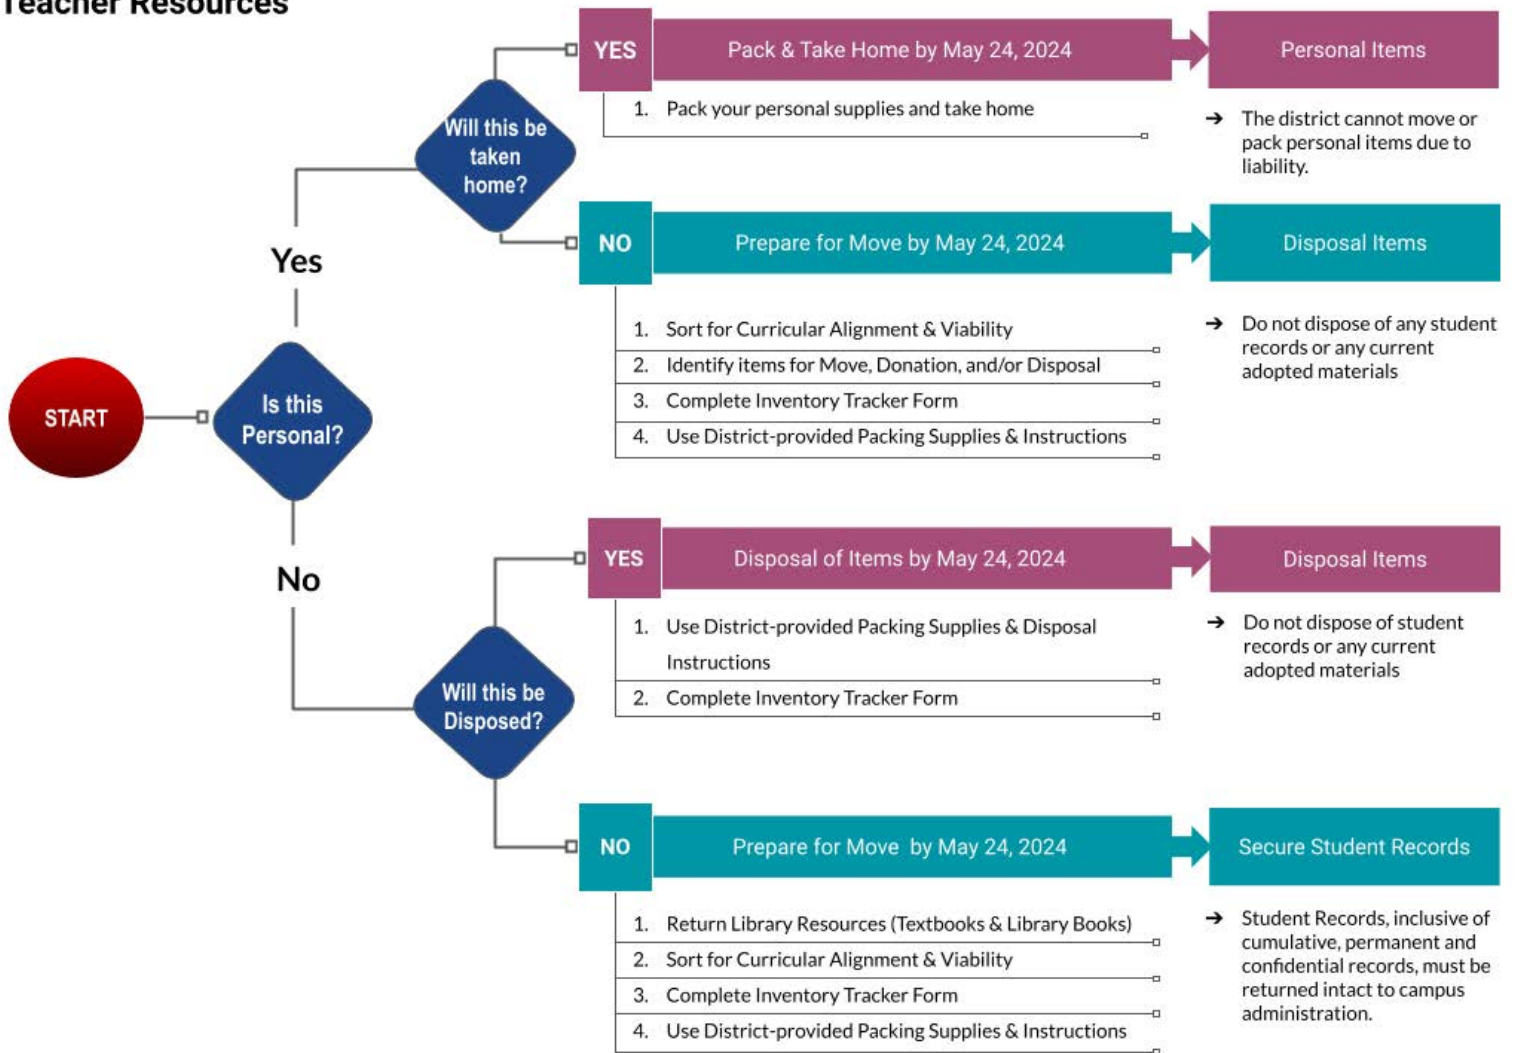 Teacher Resources
YES
Pack & Take Home by May 24, 2024
Personal Items
1. Pack your personal supplies and take home
➔ The district cannot move or
pack personal items due to
liability.
Will this be
taken
home?
NO
Prepare for Move by May 24, 2024
Disposal Items
1. Sort for Curricular Alignment & Viability
2. Identify items for Move, Donation, and/or Disposal
3. Complete Inventory Tracker Form
4. Use District-provided Packing Supplies & Instructions
➔ Do not dispose of any student
records or any current
adopted materials
Yes
START
Is this
Personal?
No
YES
Disposal of Items by May 24, 2024
Disposal Items
1. Use District-provided Packing Supplies & Disposal
Instructions
2. Complete Inventory Tracker Form
➔ Do not dispose of student
records or any current
adopted materials
Will this be
Disposed?
NO
Prepare for Move by May 24, 2024
Secure Student Records
1. Return Library Resources (Textbooks & Library Books)
2. Sort for Curricular Alignment & Viability
3. Complete Inventory Tracker Form
4. Use District-provided Packing Supplies & Instructions
➔ Student Records, inclusive of
cumulative, permanent and
confidential records, must be
returned intact to campus
administration.